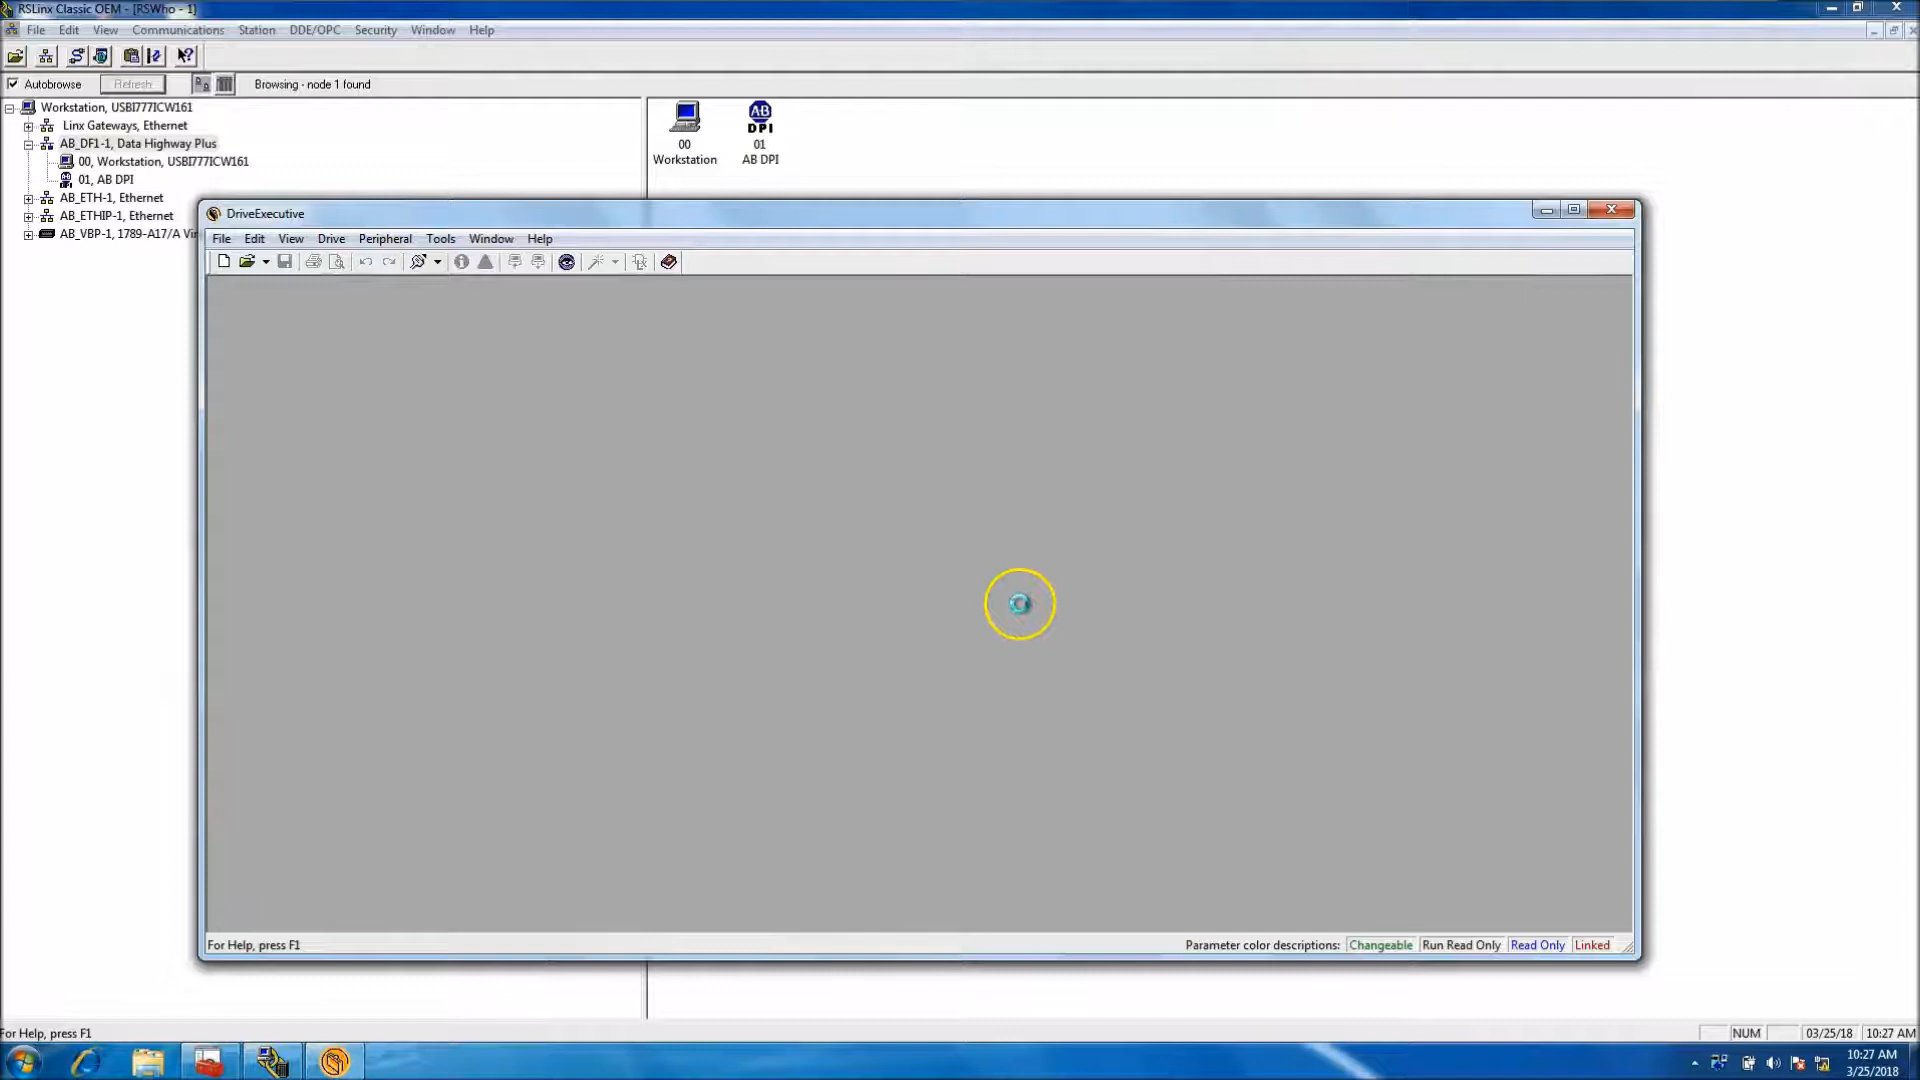 RSLinx Classic OEM - [RSWho - 1]
File Edit View Communications Station DDE/OPC Security Window Help
Autobrowse Refresh Browsing - node 1 found
Workstation, USBI777ICW161
Linx Gateways, Ethernet
AB_DF1-1, Data Highway Plus
00, Workstation, USBI777ICW161
01, AB DPI
AB_ETH-1, Ethernet
AB_ETHIP-1, Ethernet
AB_VBP-1, 1789-A17/A Vir
AB
DPI
00
Workstation
01
AB DPI
DriveExecutive
File Edit View Drive Peripheral Tools Window Help
For Help, press F1
Parameter color descriptions: Changeable Run Read Only Read Only Linked
For Help, press F1
NUM 03/25/18 10:27 AM
10:27 AM
3/25/2018